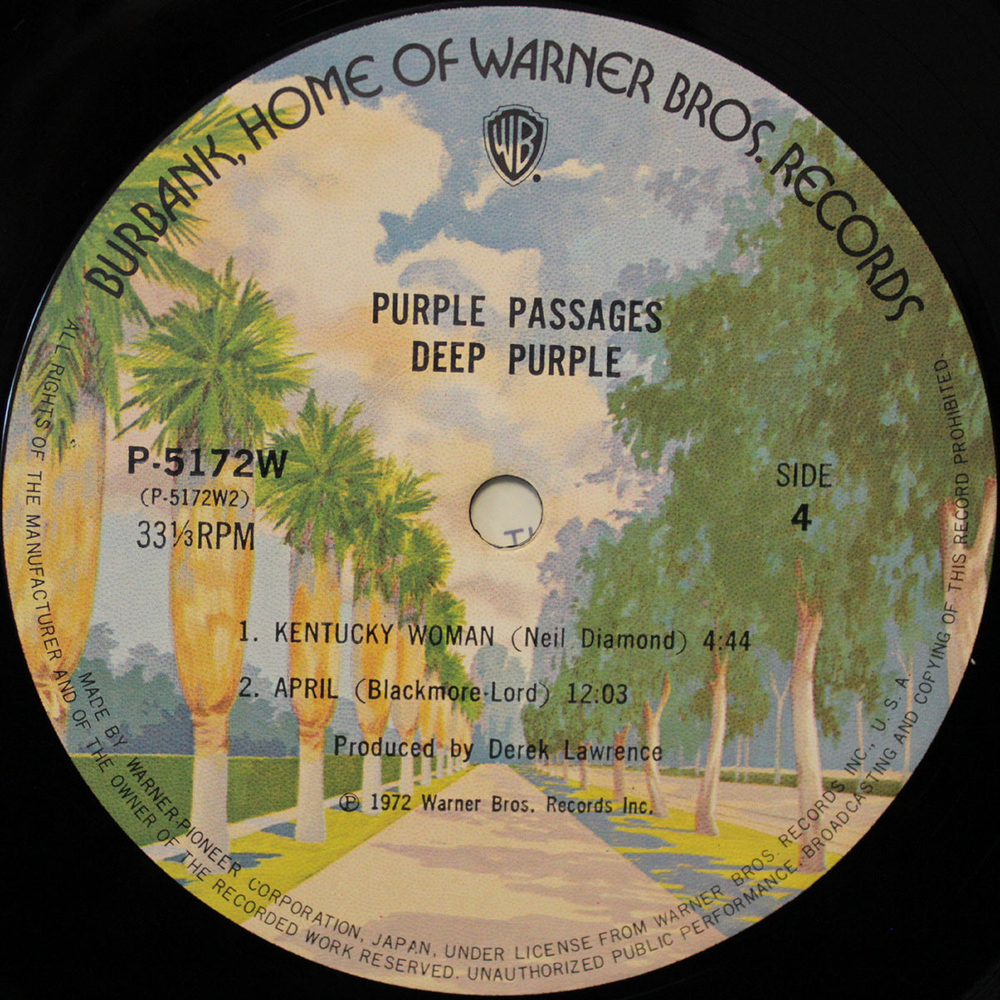 BURBANK, HOME OF WARNER BROS. RECORDS
WB
PURPLE PASSAGES
DEEP PURPLE
P-5172W
(P-5172W2)
33⅓RPM
SIDE
4
1. KENTUCKY WOMAN (Neil Diamond) 4:44
2. APRIL (Blackmore-Lord) 12:03
Produced by Derek Lawrence
Ⓟ 1972 Warner Bros. Records Inc.
MADE BY WARNER-PIONEER CORPORATION, JAPAN, UNDER LICENSE FROM WARNER BROS. RECORDS INC., U. S. A.
ALL RIGHTS OF THE MANUFACTURER AND OF THE OWNER OF THE RECORDED WORK RESERVED. UNAUTHORIZED PUBLIC PERFORMANCE BROADCASTING AND COPYING OF THIS RECORD PROHIBITED